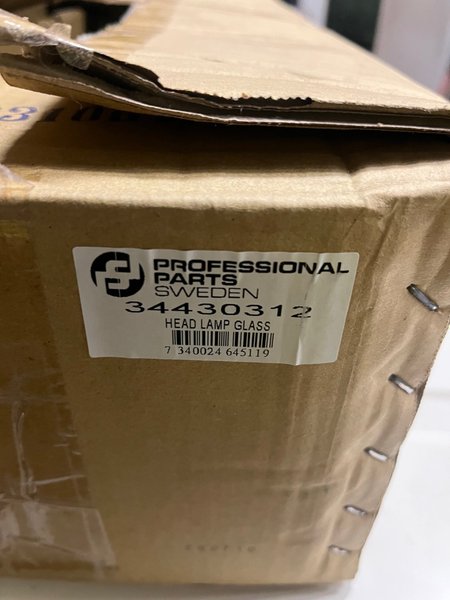 PROFESSIONAL
PARTS
SWEDEN
34430312
HEAD LAMP GLASS
7 340024 645119